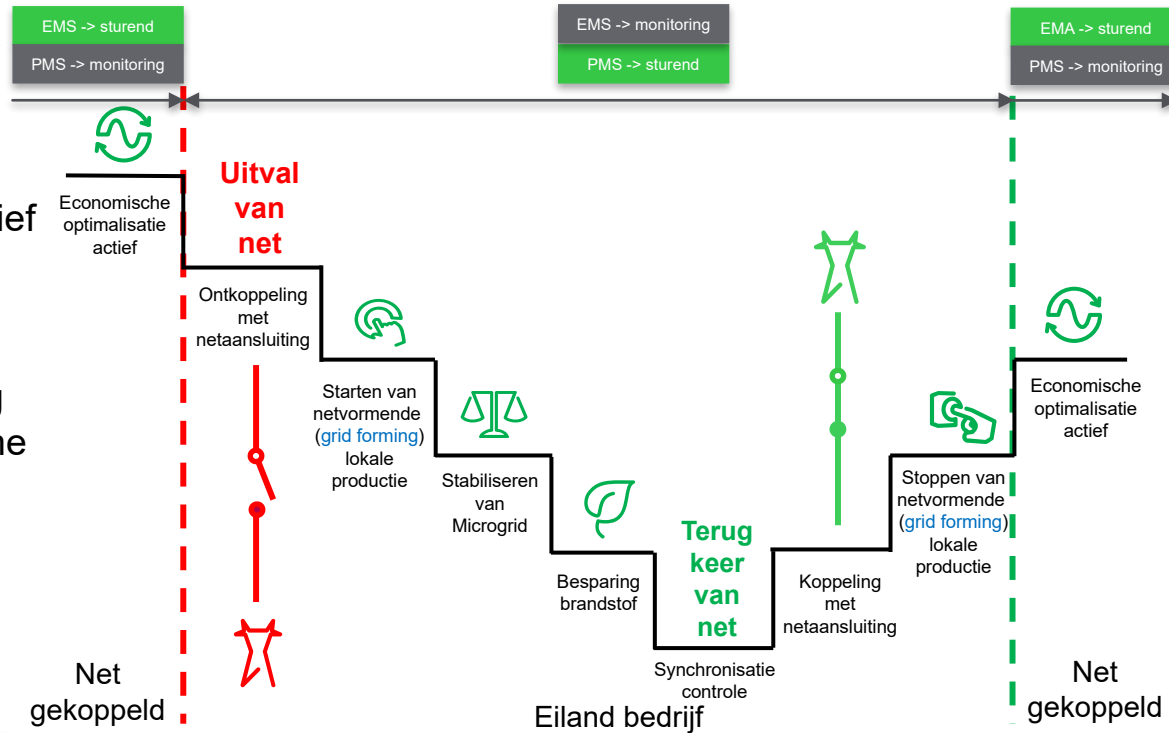 EMS -> sturend
PMS -> monitoring
EMS -> monitoring
PMS -> sturend
EMA -> sturend
PMS -> monitoring
Economische
optimalisatie
actief
Uitval
van
net
Ontkoppeling
met
netaansluiting
Starten van
netvormende
(grid forming)
lokale
productie
Stabiliseren
van
Microgrid
Besparing
brandstof
Terug
keer
van
net
Synchronisatie
controle
Koppeling
met
netaansluiting
Stoppen van
netvormende
(grid forming)
lokale
productie
Economische
optimalisatie
actief
Net
gekoppeld
Eiland bedrijf
Net
gekoppeld